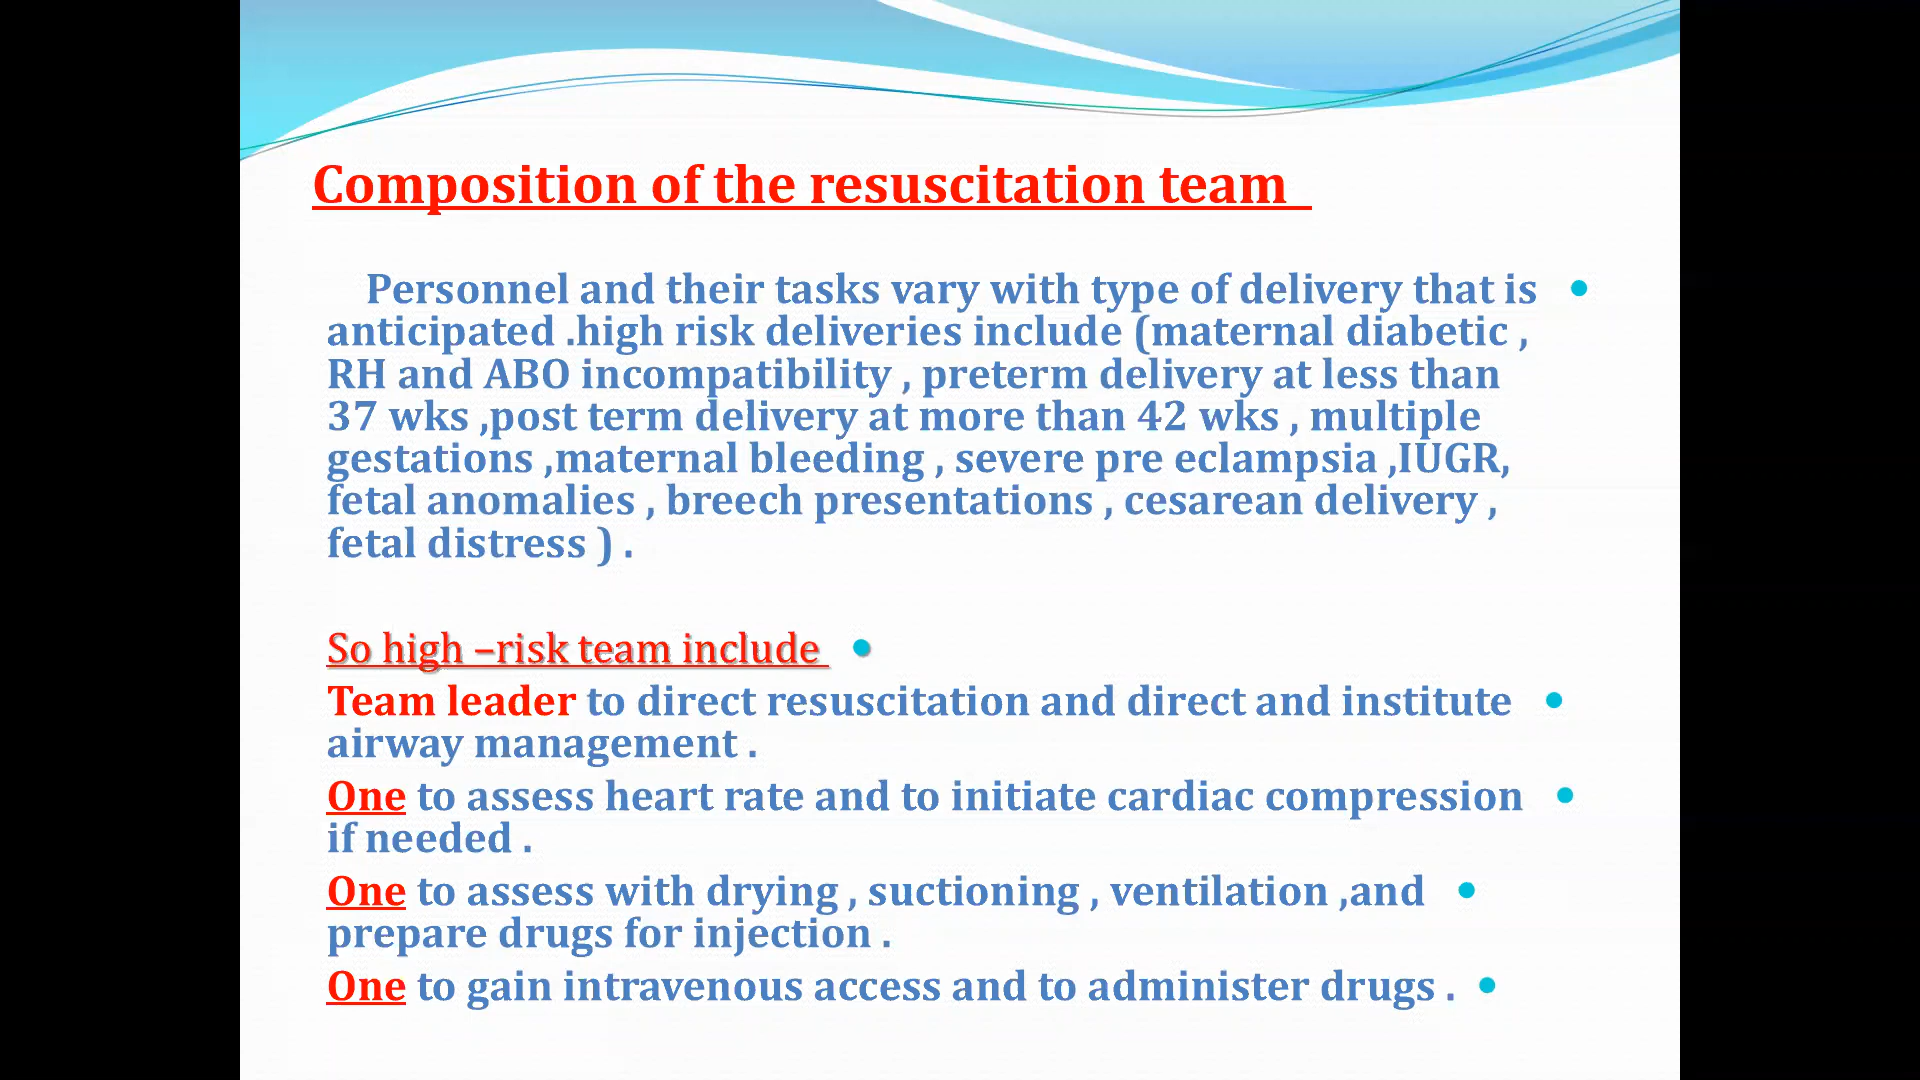 Composition of the resuscitation team
Personnel and their tasks vary with type of delivery that is
anticipated .high risk deliveries include (maternal diabetic ,
RH and ABO incompatibility , preterm delivery at less than
37 wks ,post term delivery at more than 42 wks , multiple
gestations ,maternal bleeding , severe pre eclampsia ,IUGR,
fetal anomalies , breech presentations , cesarean delivery ,
fetal distress ) .
So high –risk team include
Team leader to direct resuscitation and direct and institute
airway management .
One to assess heart rate and to initiate cardiac compression
if needed .
One to assess with drying , suctioning , ventilation ,and
prepare drugs for injection .
One to gain intravenous access and to administer drugs .